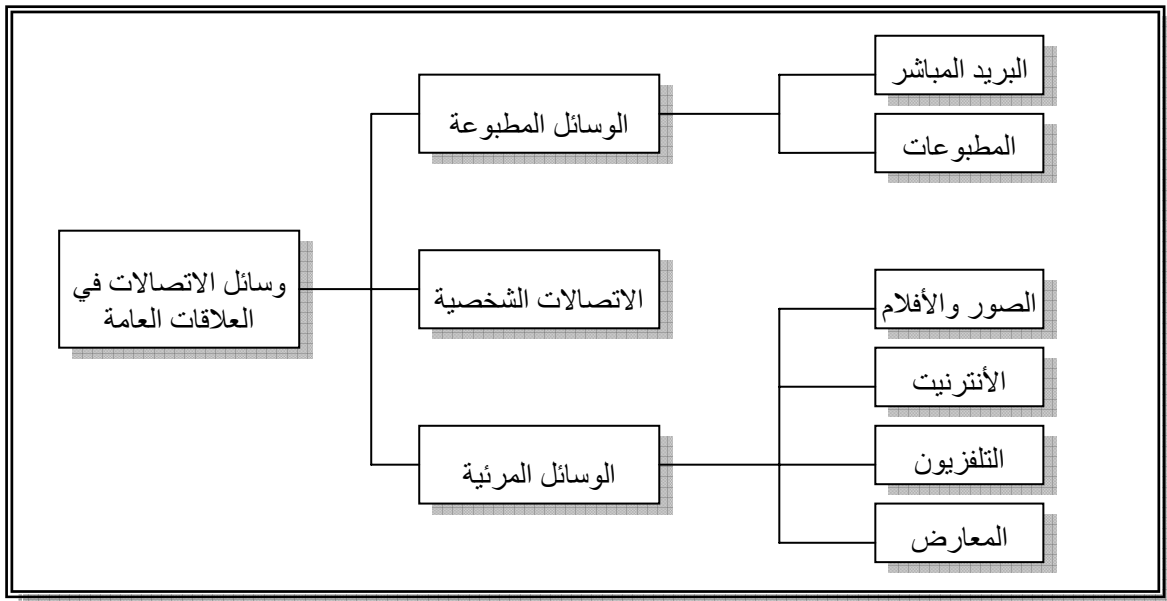 وسائل الاتصالات في
العلاقات العامة
الوسائل المطبوعة
البريد المباشر
المطبوعات
الاتصالات الشخصية
الوسائل المرئية
الصور والأفلام
الأنترنيت
التلفزيون
المعارض